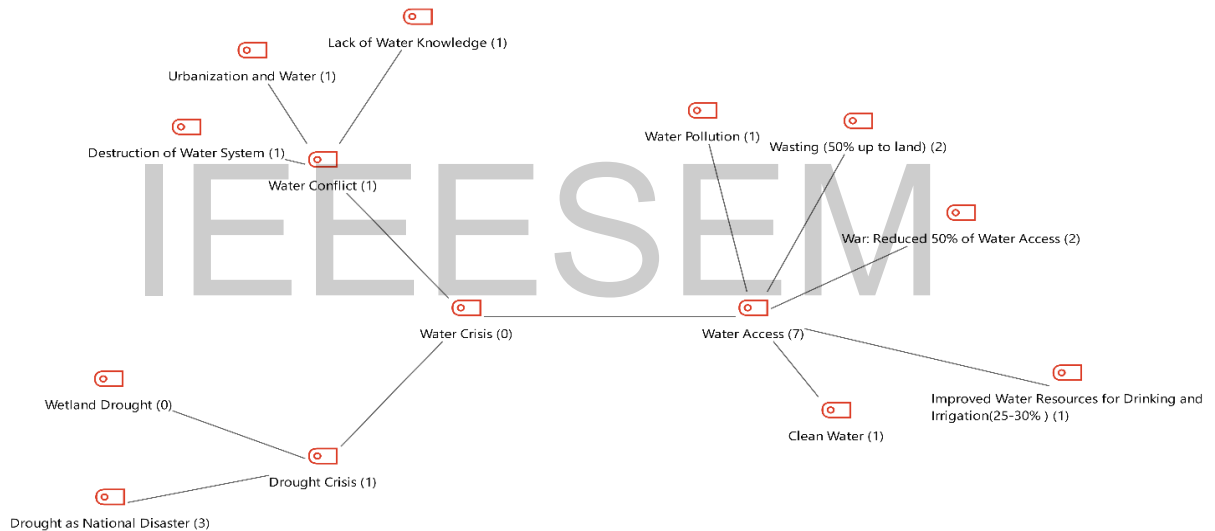 Lack of Water Knowledge (1)
Urbanization and Water (1)
Destruction of Water System (1)
Water Conflict (1)
Water Pollution (1)
Wasting (50% up to land) (2)
War: Reduced 50% of Water Access (2)
IEEESEM
Water Crisis (0)
Water Access (7)
Wetland Drought (0)
Improved Water Resources for Drinking and
Irrigation(25-30% ) (1)
Clean Water (1)
Drought Crisis (1)
Drought as National Disaster (3)